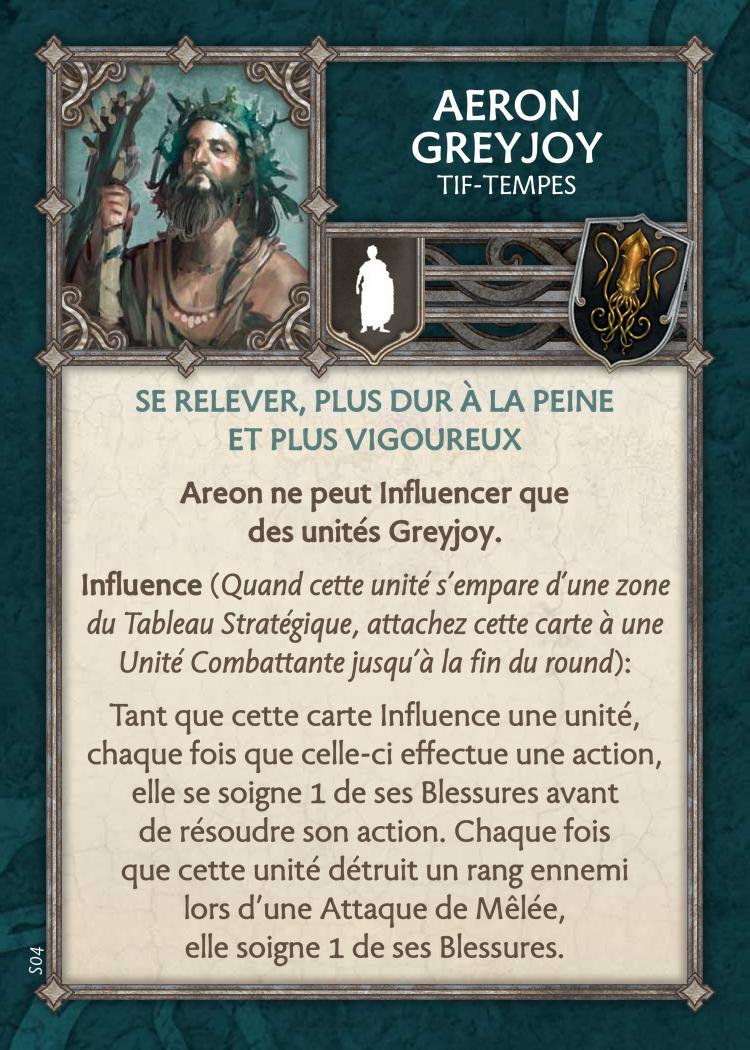 AERON
GREYJOY
TIF-TEMPES
SE RELEVER, PLUS DUR À LA PEINE
ET PLUS VIGOUREUX
Areon ne peut Influencer que
des unités Greyjoy.
Influence (Quand cette unité s'empare d'une zone
du Tableau Stratégique, attachez cette carte à une
Unité Combattante jusqu'à la fin du round):
Tant que cette carte Influence une unité,
chaque fois que celle-ci effectue une action,
elle se soigne 1 de ses Blessures avant
de résoudre son action. Chaque fois
que cette unité détruit un rang ennemi
lors d'une Attaque de Mêlée,
elle soigne 1 de ses Blessures.
S04